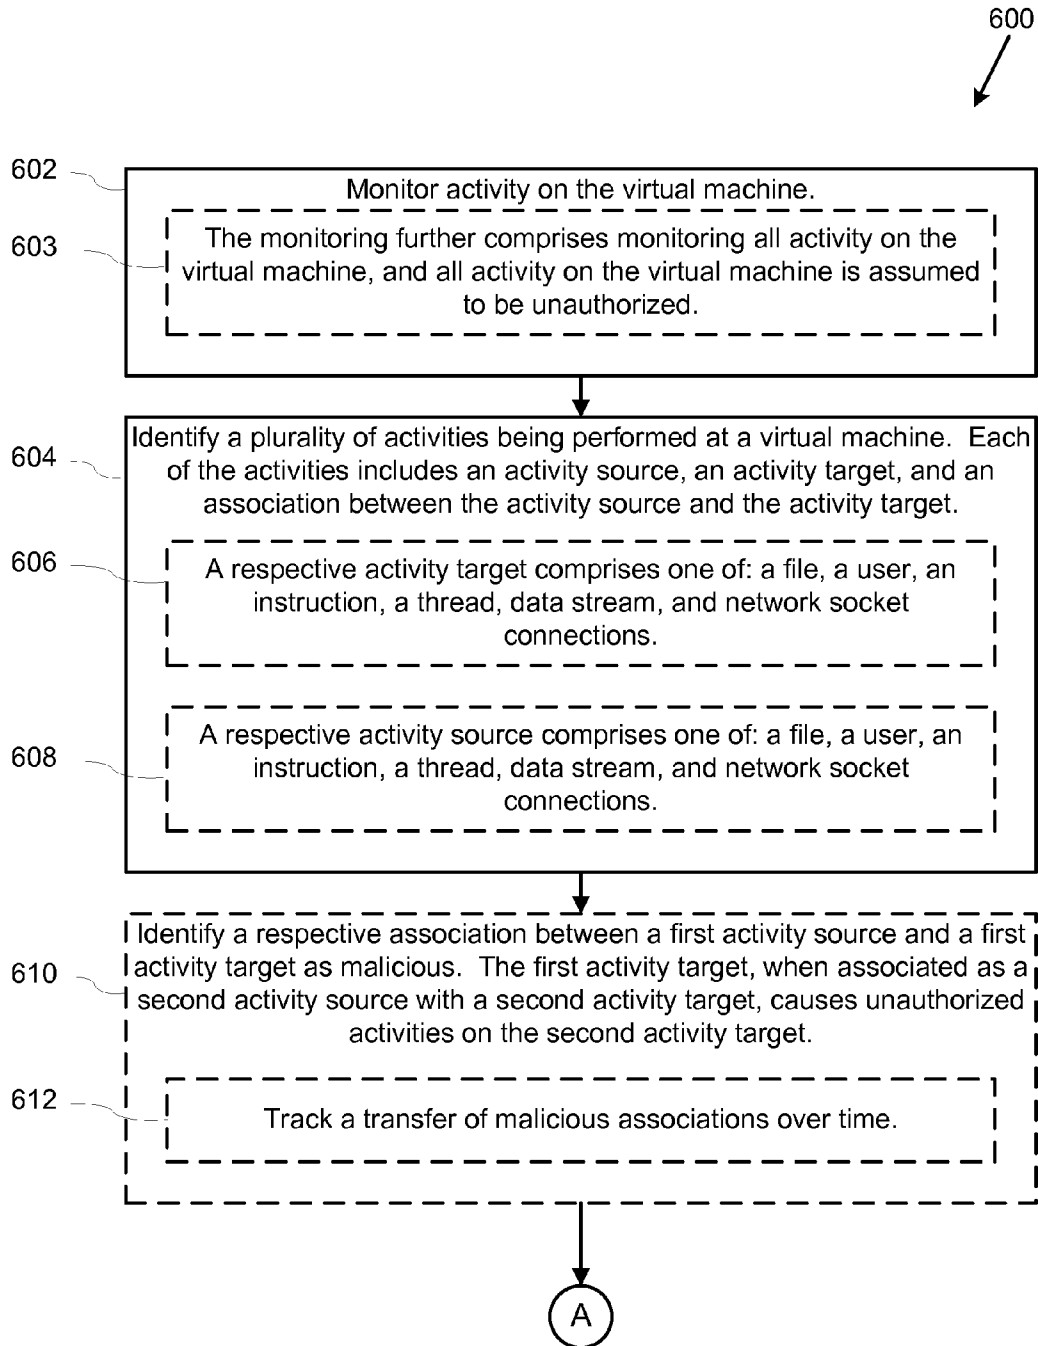 600
602
Monitor activity on the virtual machine.
603
The monitoring further comprises monitoring all activity on the
virtual machine, and all activity on the virtual machine is assumed
to be unauthorized.
604
Identify a plurality of activities being performed at a virtual machine.  Each
of the activities includes an activity source, an activity target, and an
association between the activity source and the activity target.
606
A respective activity target comprises one of: a file, a user, an
instruction, a thread, data stream, and network socket
connections.
608
A respective activity source comprises one of: a file, a user, an
instruction, a thread, data stream, and network socket
connections.
610
Identify a respective association between a first activity source and a first
activity target as malicious.  The first activity target, when associated as a
second activity source with a second activity target, causes unauthorized
activities on the second activity target.
612
Track a transfer of malicious associations over time.
A